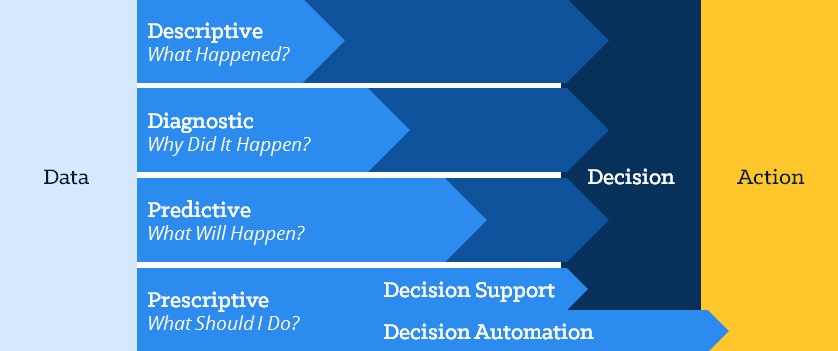 Data
Descriptive
What Happened?
Diagnostic
Why Did It Happen?
Predictive
What Will Happen?
Prescriptive
What Should I Do?
Decision Support
Decision Automation
Decision
Action